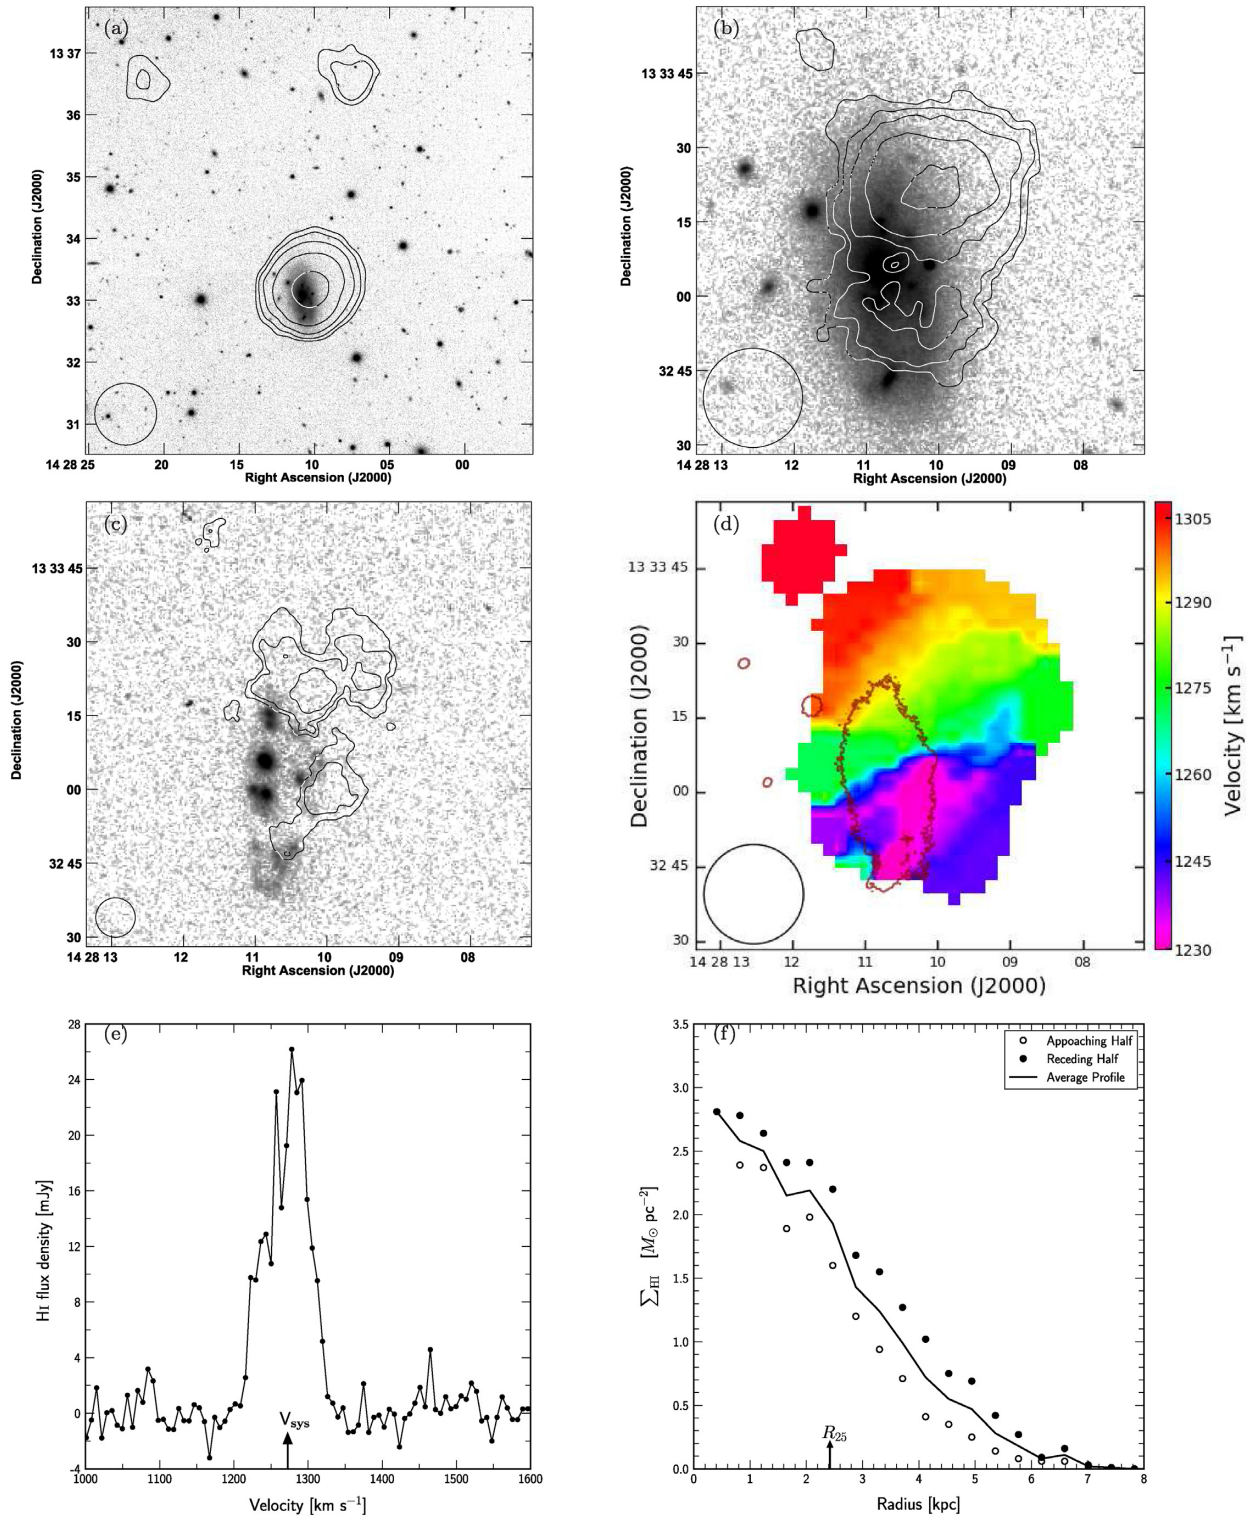 (a)
13 37
36
35
34
33
32
31
Declination (J2000)
14 28 25
20
15
10
05
00
Right Ascension (J2000)
(b)
13 33 45
30
15
00
32 45
30
Declination (J2000)
14 28 13
12
11
10
09
08
Right Ascension (J2000)
(c)
13 33 45
30
15
00
32 45
30
Declination (J2000)
14 28 13
12
11
10
09
08
Right Ascension (J2000)
(d)
13 33 45
30
15
00
32 45
30
Declination (J2000)
14 28 13
12
11
10
09
08
Right Ascension (J2000)
1305
1290
1275
1260
1245
1230
Velocity [km s⁻¹]
(e)
28
24
20
16
12
8
4
0
-4
HI flux density [mJy]
V_sys
1000
1100
1200
1300
1400
1500
1600
Velocity [km s⁻¹]
(f)
Appoaching Half
Receding Half
Average Profile
3.5
3.0
2.5
2.0
1.5
1.0
0.5
0.0
∑_HI [M_⊙ pc⁻²]
R_25
0
1
2
3
4
5
6
7
8
Radius [kpc]